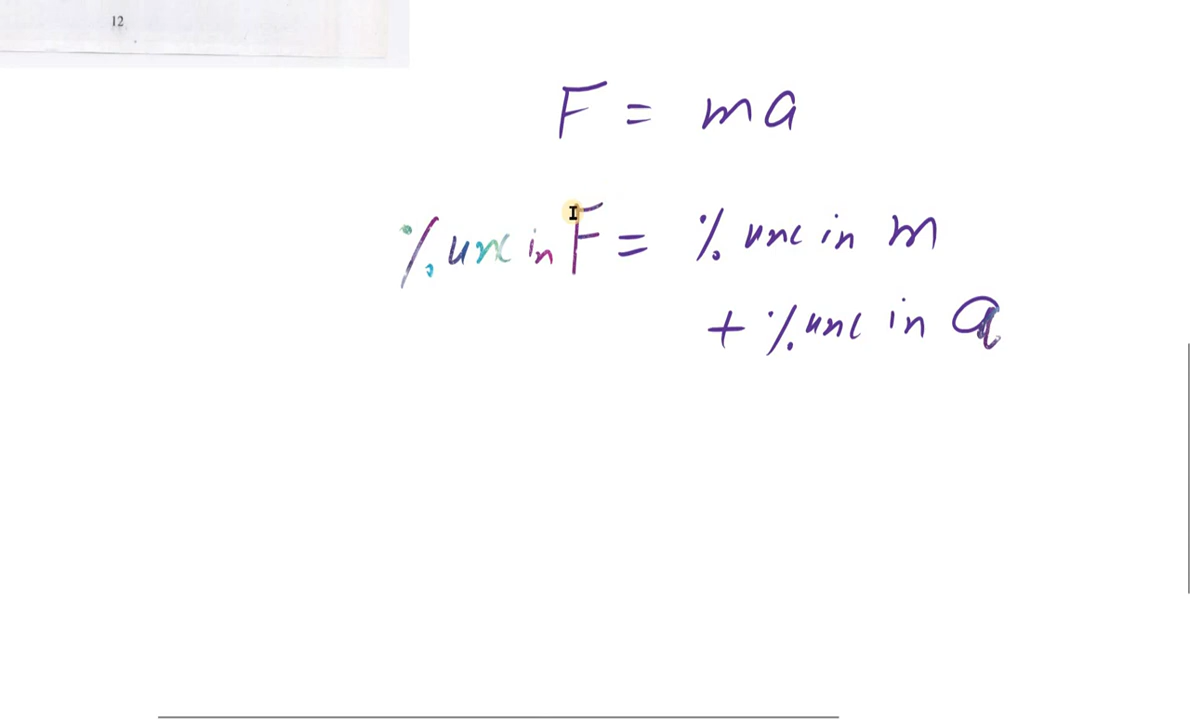 12
F = ma
% unc in F = % unc in m
+ % unc in a